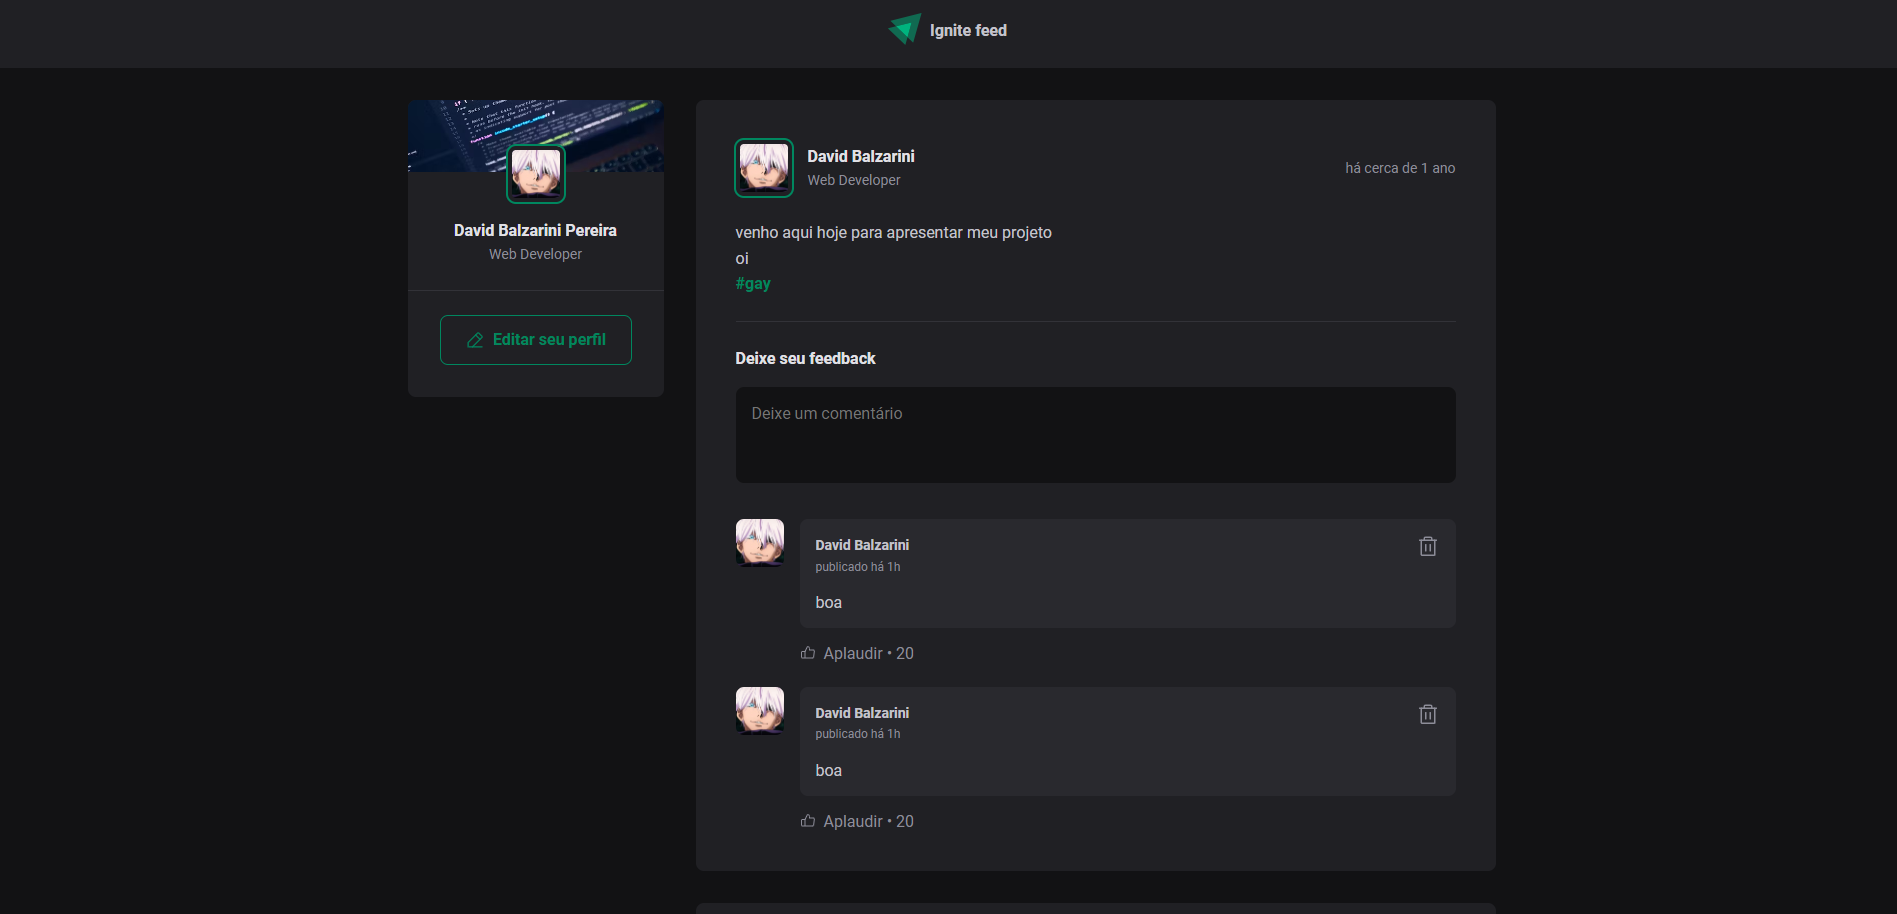 Ignite feed
David Balzarini Pereira
Web Developer
Editar seu perfil
David Balzarini
Web Developer
há cerca de 1 ano
venho aqui hoje para apresentar meu projeto
oi
#gay
Deixe seu feedback
Deixe um comentário
David Balzarini
publicado há 1h
boa
Aplaudir • 20
David Balzarini
publicado há 1h
boa
Aplaudir • 20